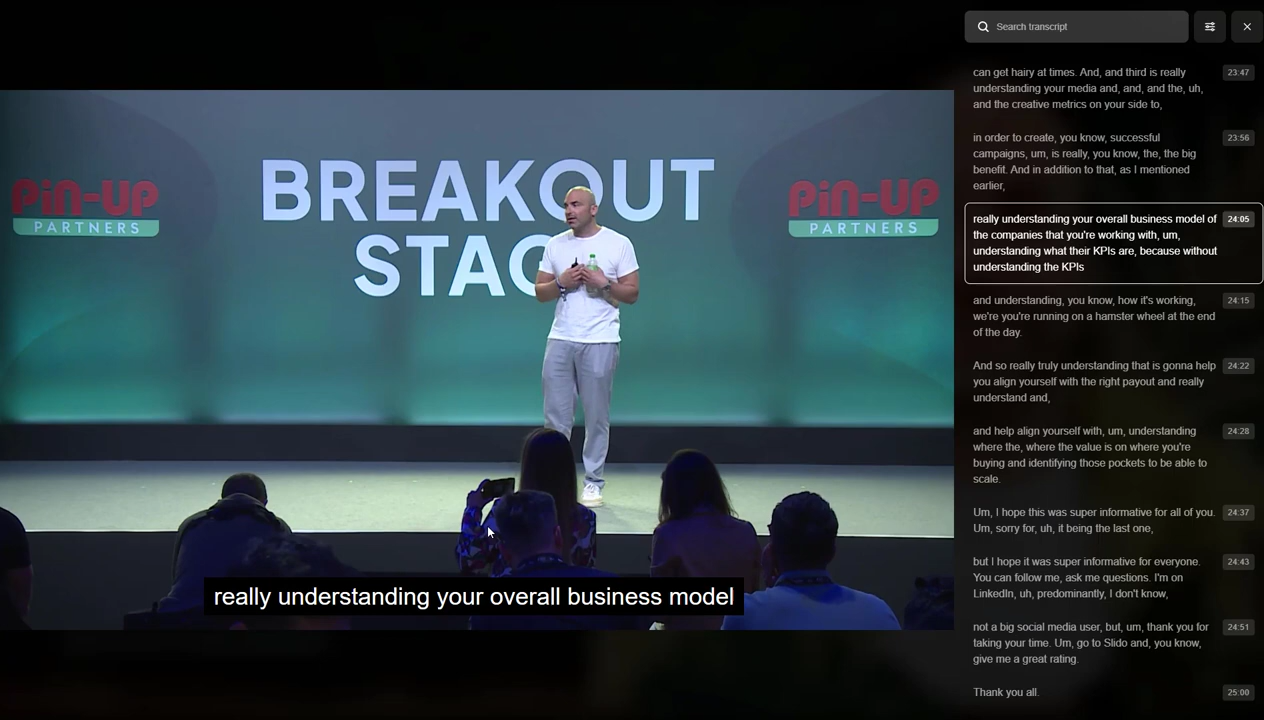 PiN-UP
PARTNERS
BREAKOUT
STAG
PiN-UP
PARTNERS
really understanding your overall business model
Search transcript
can get hairy at times. And, and third is really
understanding your media and, and, and the, uh,
and the creative metrics on your side to,
23:47
in order to create, you know, successful
campaigns, um, is really, you know, the, the big
benefit. And in addition to that, as I mentioned
earlier,
23:56
really understanding your overall business model of
the companies that you're working with, um,
understanding what their KPIs are, because without
understanding the KPIs
24:05
and understanding, you know, how it's working,
we're you're running on a hamster wheel at the end
of the day.
24:15
And so really truly understanding that is gonna help
you align yourself with the right payout and really
understand and,
24:22
and help align yourself with, um, understanding
where the, where the value is on where you're
buying and identifying those pockets to be able to
scale.
24:28
Um, I hope this was super informative for all of you.
Um, sorry for, uh, it being the last one,
24:37
but I hope it was super informative for everyone.
You can follow me, ask me questions. I'm on
LinkedIn, uh, predominantly, I don't know,
24:43
not a big social media user, but, um, thank you for
taking your time. Um, go to Slido and, you know,
give me a great rating.
24:51
Thank you all.
25:00